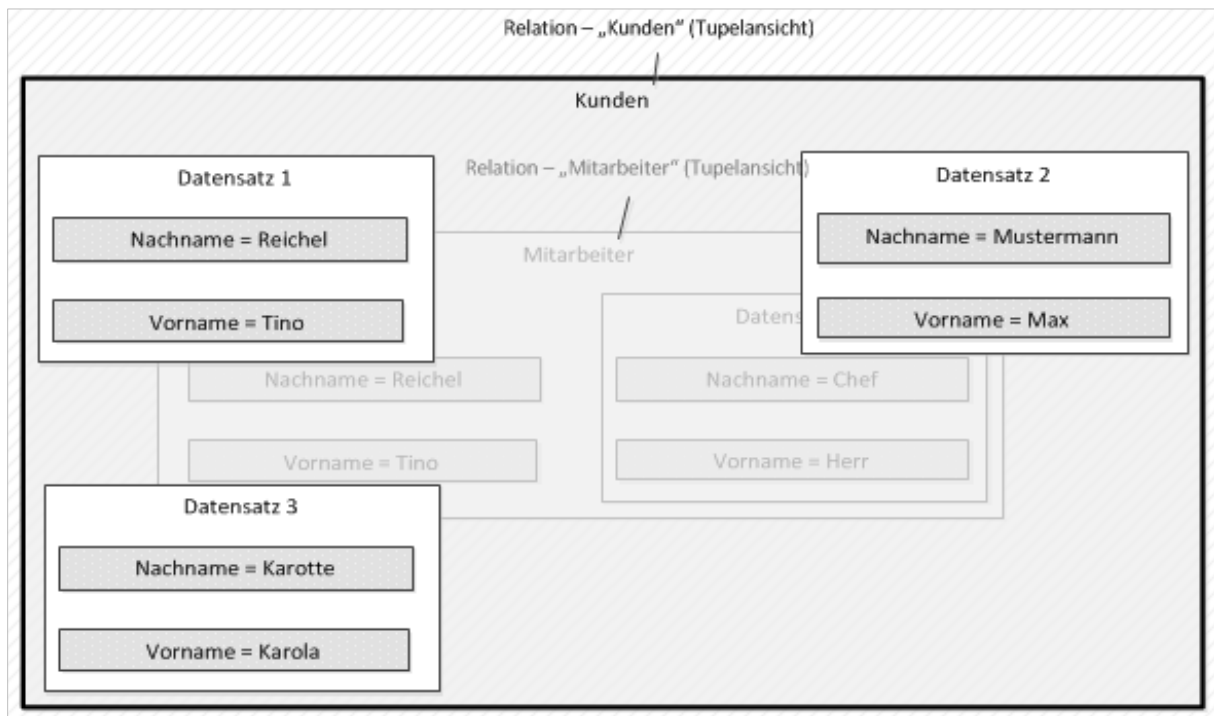 Relation – „Kunden“ (Tupelansicht)
Kunden
Relation – „Mitarbeiter“ (Tupelansicht)
Datensatz 1
Nachname = Reichel
Vorname = Tino
Datensatz 2
Nachname = Mustermann
Vorname = Max
Mitarbeiter
Datens
Nachname = Reichel
Vorname = Tino
Nachname = Chef
Vorname = Herr
Datensatz 3
Nachname = Karotte
Vorname = Karola